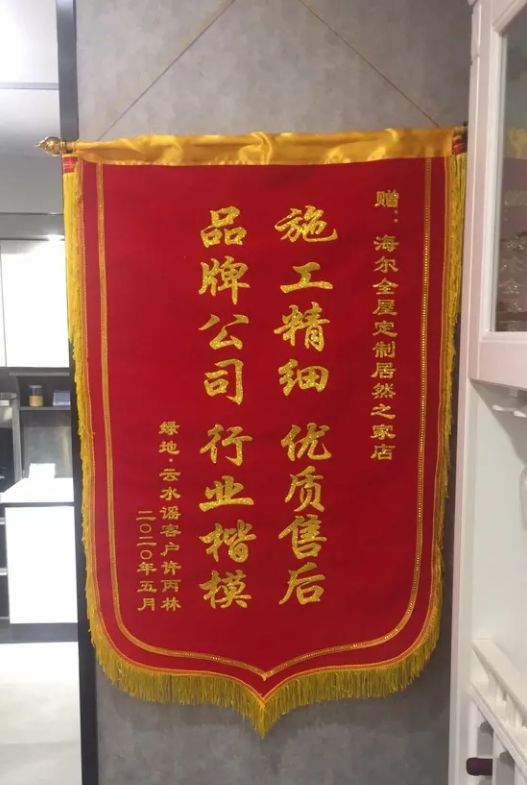 赠：海尔全屋定制居然之家店
施工精细 优质售后
品牌公司 行业楷模
绿地·云水谣客户许丙林
二〇二〇年五月